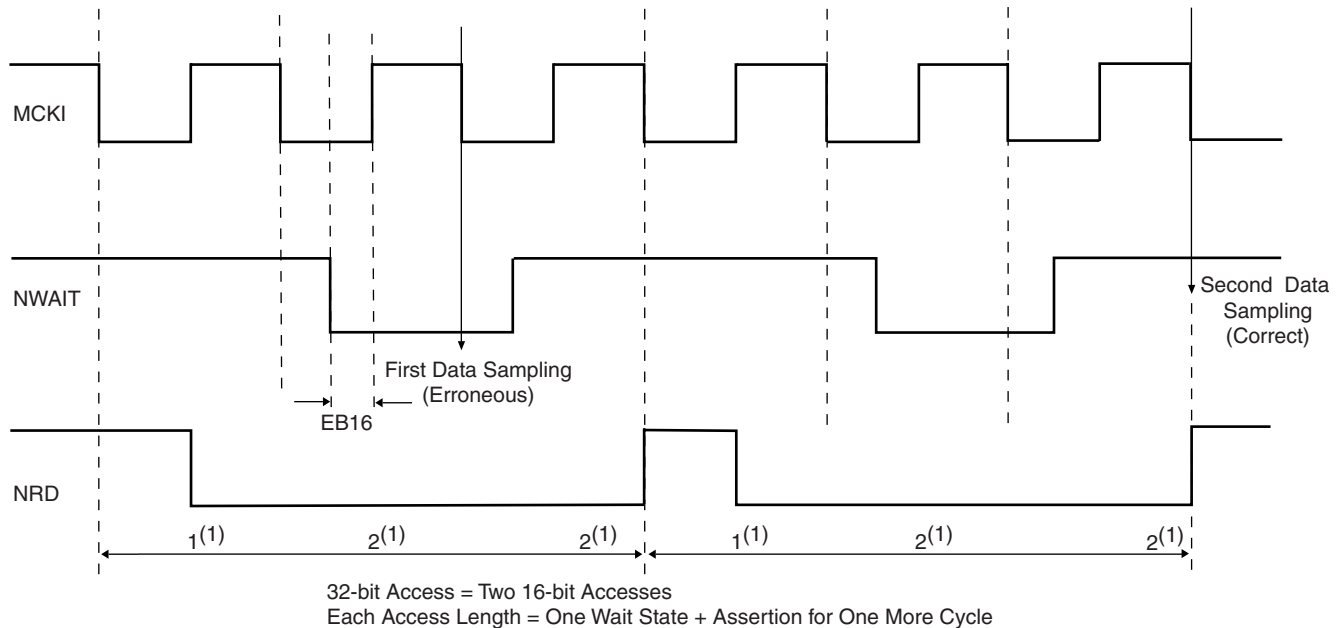 MCKI
NWAIT
Second Data
Sampling
(Correct)
First Data Sampling
(Erroneous)
EB16
NRD
1(1) 2(1) 2(1) 1(1) 2(1) 2(1)
32-bit Access = Two 16-bit Accesses
Each Access Length = One Wait State + Assertion for One More Cycle